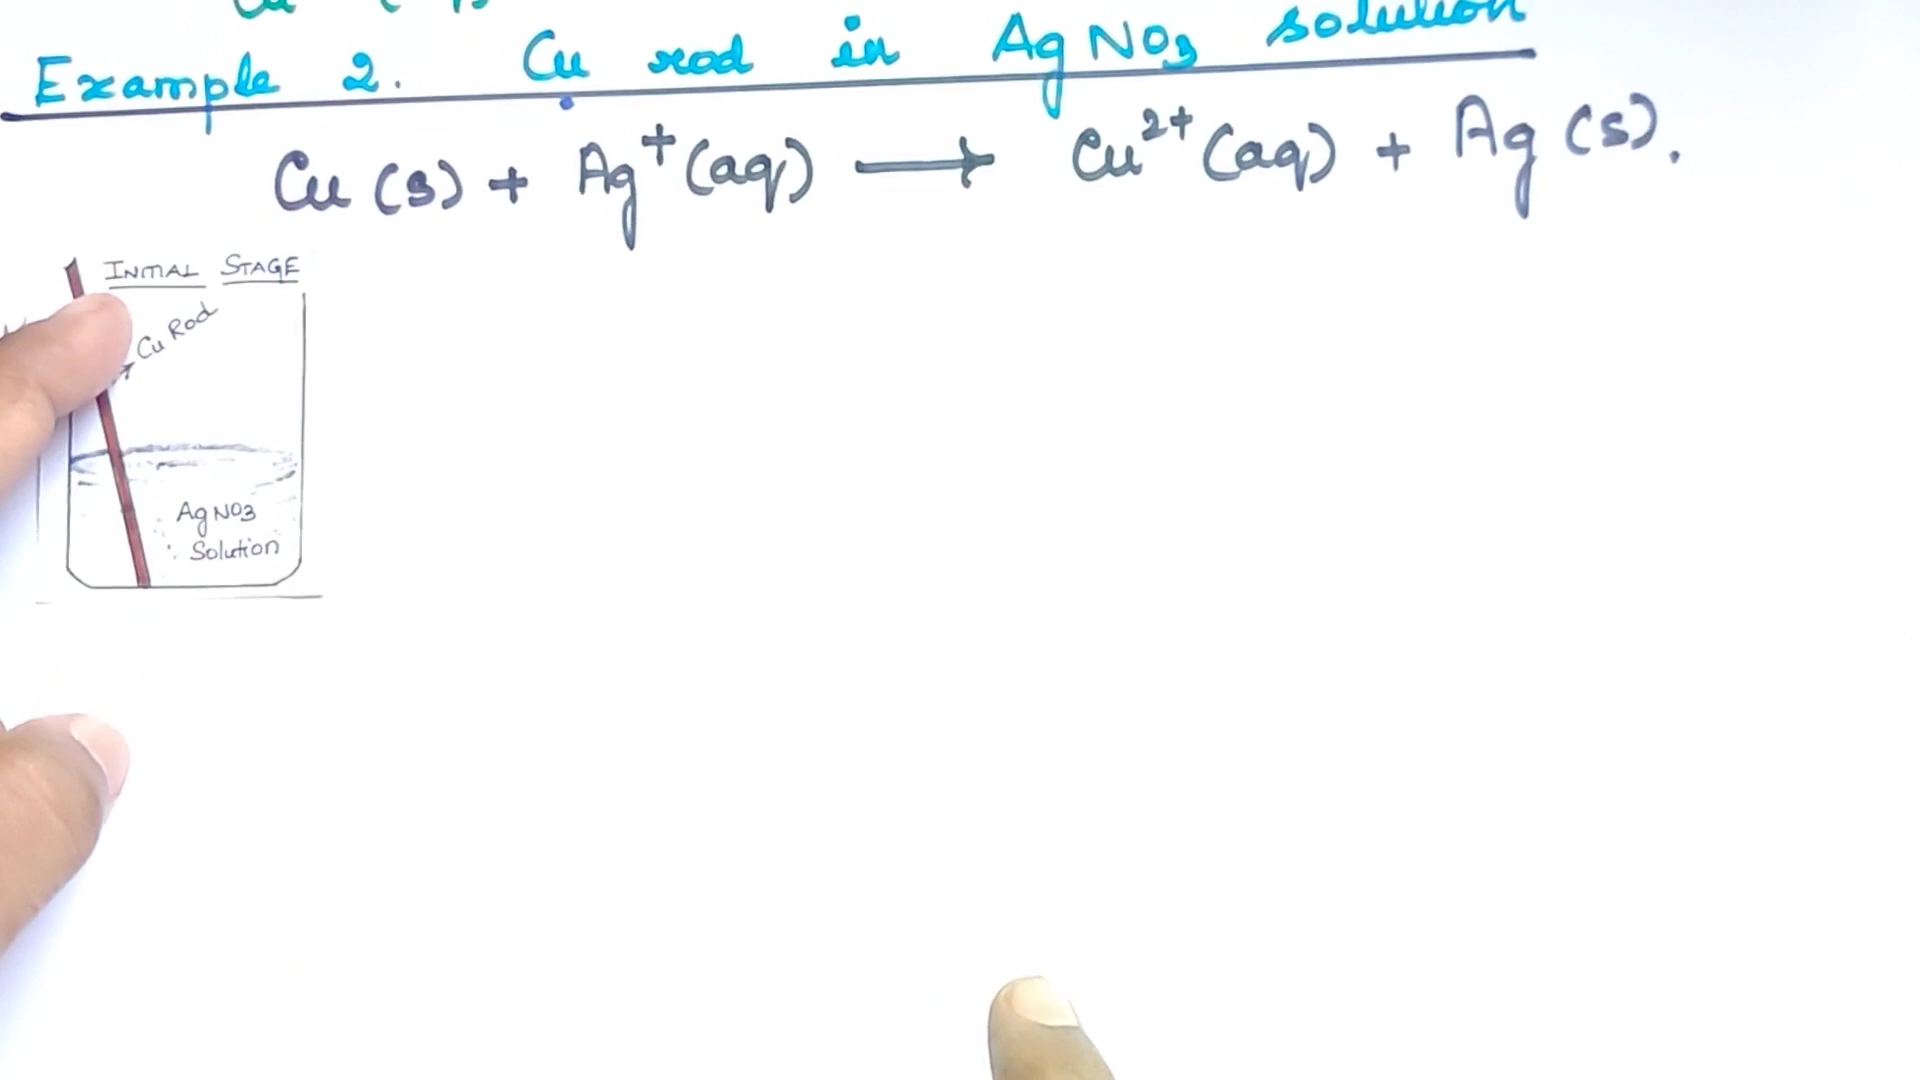 Example 2. Cu rod in AgNO3 solution
Cu (s) + Ag⁺ (aq) ⟶ Cu²⁺ (aq) + Ag (s).
INITIAL STAGE
Cu Rod
AgNO3
Solution